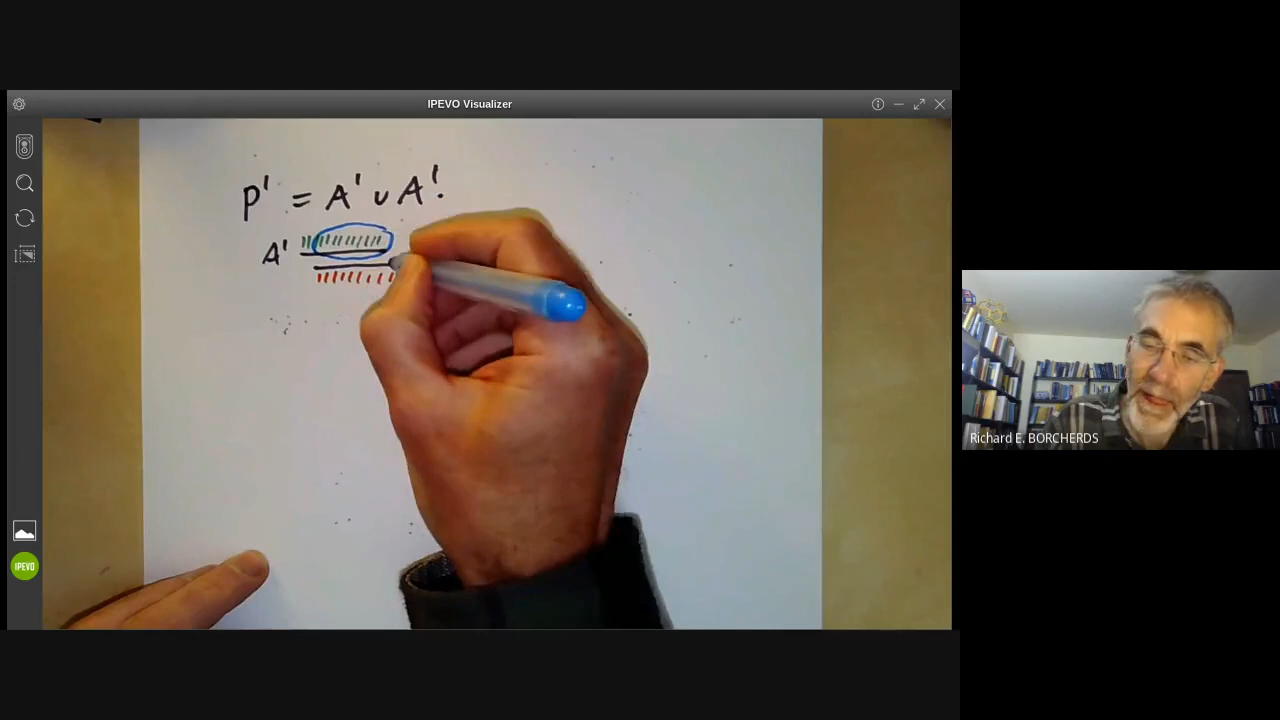 IPEVO Visualizer
P' = A' ∪ A'.
A'
Richard E. BORCHERDS
IPEVO